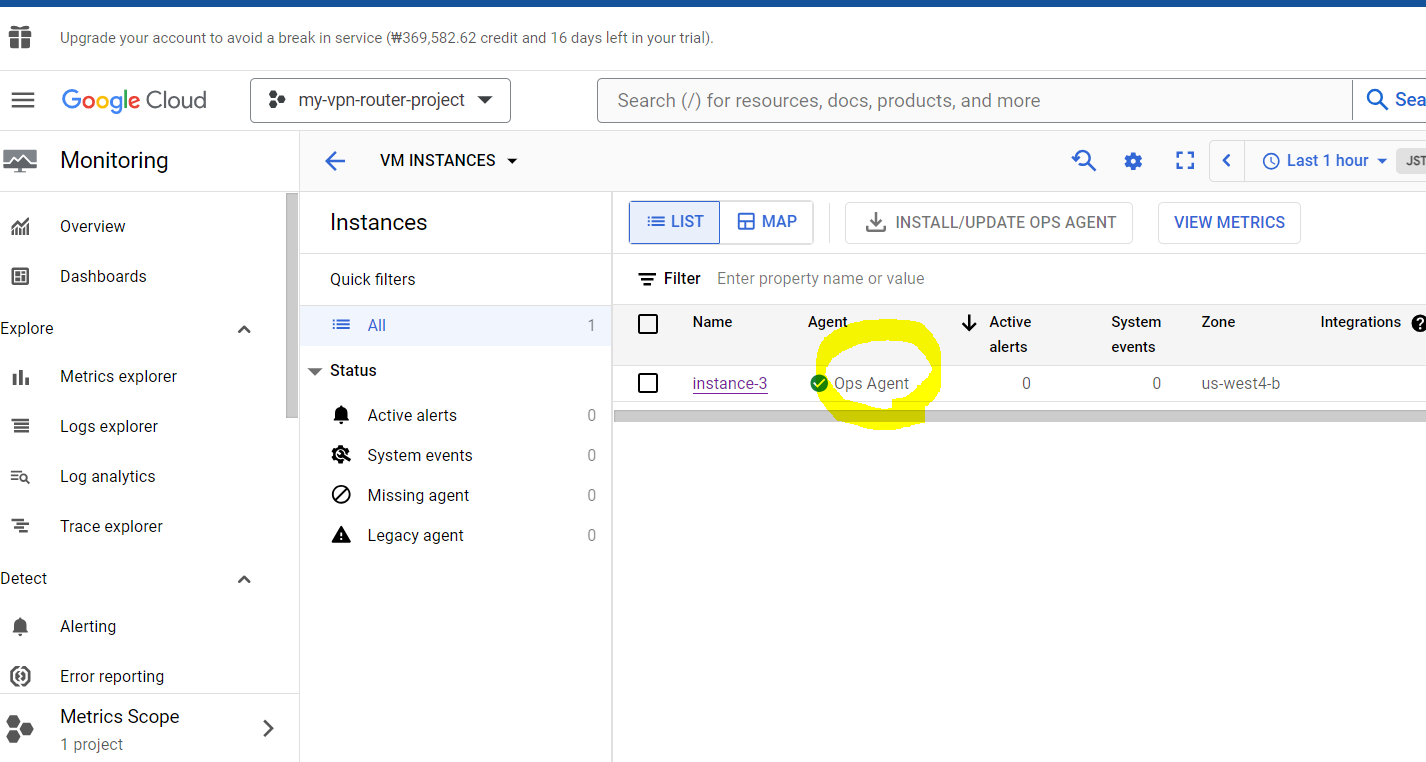 Upgrade your account to avoid a break in service (₩369,582.62 credit and 16 days left in your trial).
Google Cloud
my-vpn-router-project
Search (/) for resources, docs, products, and more
Sea
Monitoring
VM INSTANCES
Last 1 hour
JST
Overview
Dashboards
Explore
Metrics explorer
Logs explorer
Log analytics
Trace explorer
Detect
Alerting
Error reporting
Metrics Scope
1 project
Instances
Quick filters
All 1
Status
Active alerts 0
System events 0
Missing agent 0
Legacy agent 0
LIST
MAP
INSTALL/UPDATE OPS AGENT
VIEW METRICS
Filter Enter property name or value
Name Agent Active alerts System events Zone Integrations
instance-3 Ops Agent 0 0 us-west4-b